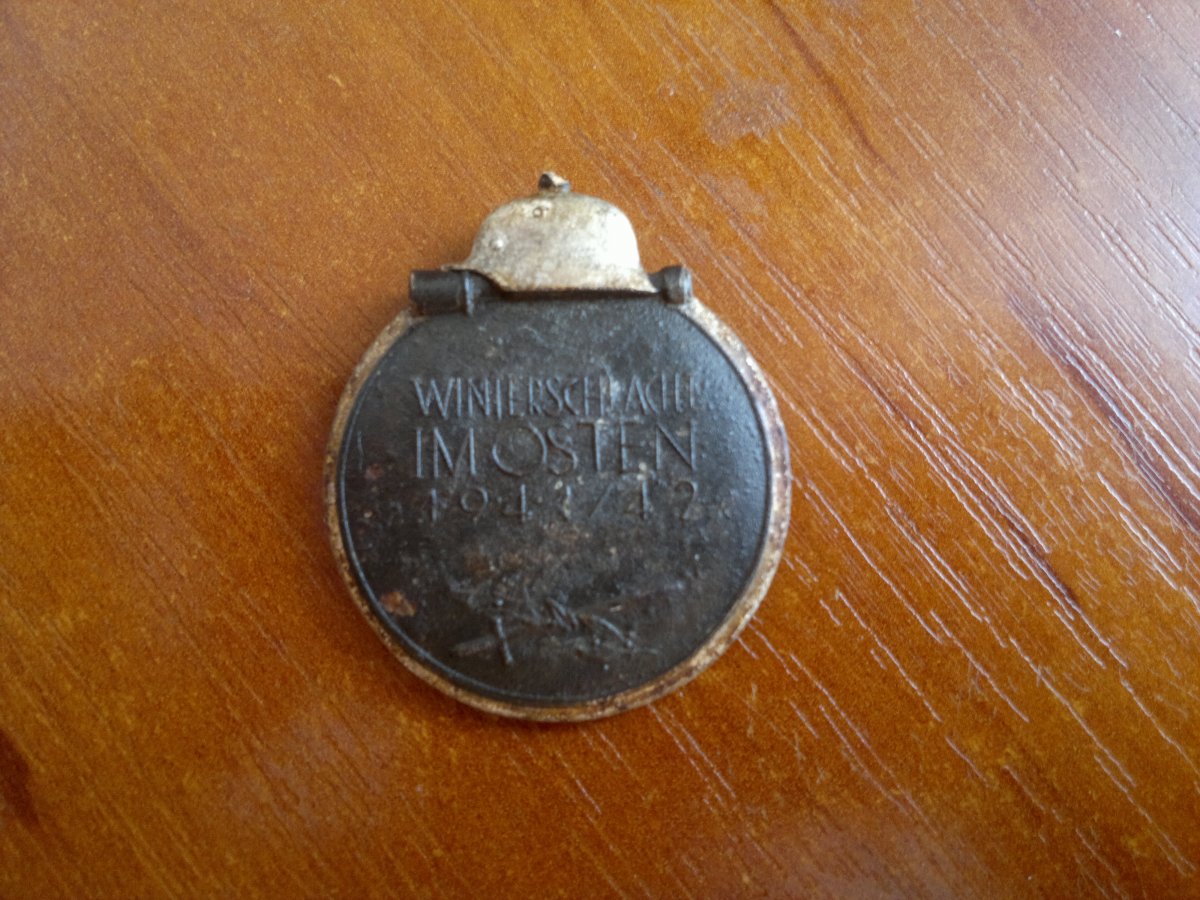 WINTERSCHLACHT
IM OSTEN
1941/42